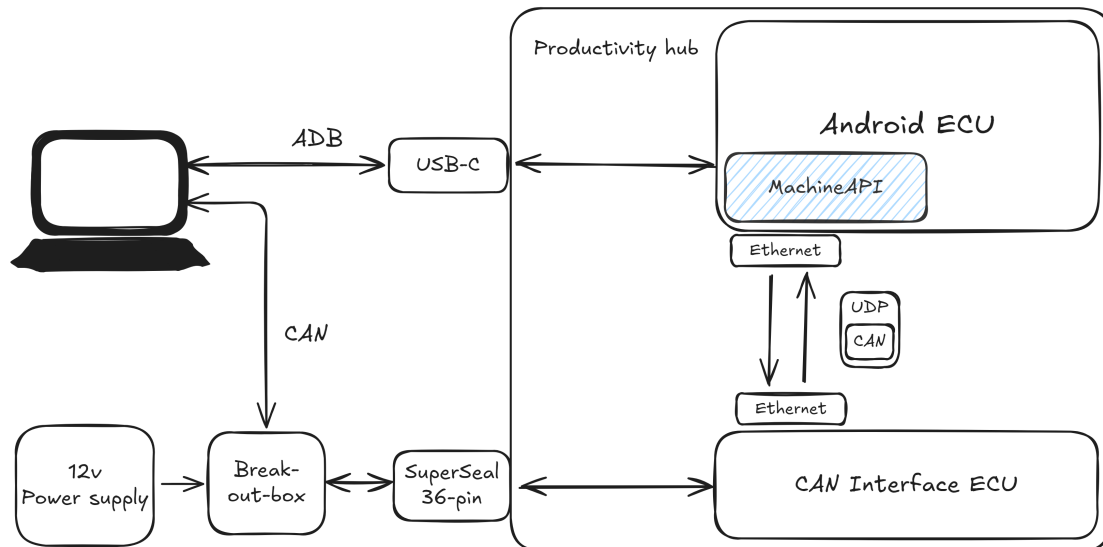 Productivity hub
Android ECU
ADB
USB-C
MachineAPI
Ethernet
UDP
CAN
CAN
Ethernet
12v
Power supply
Break-
out-box
SuperSeal
36-pin
CAN Interface ECU